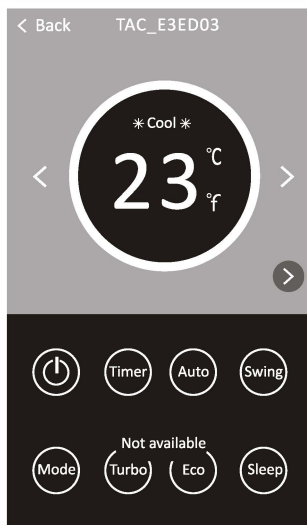 < Back TAC_E3ED03
✳ Cool ✳
23 °C
°f
Timer Auto Swing
Not available
Mode Turbo Eco Sleep